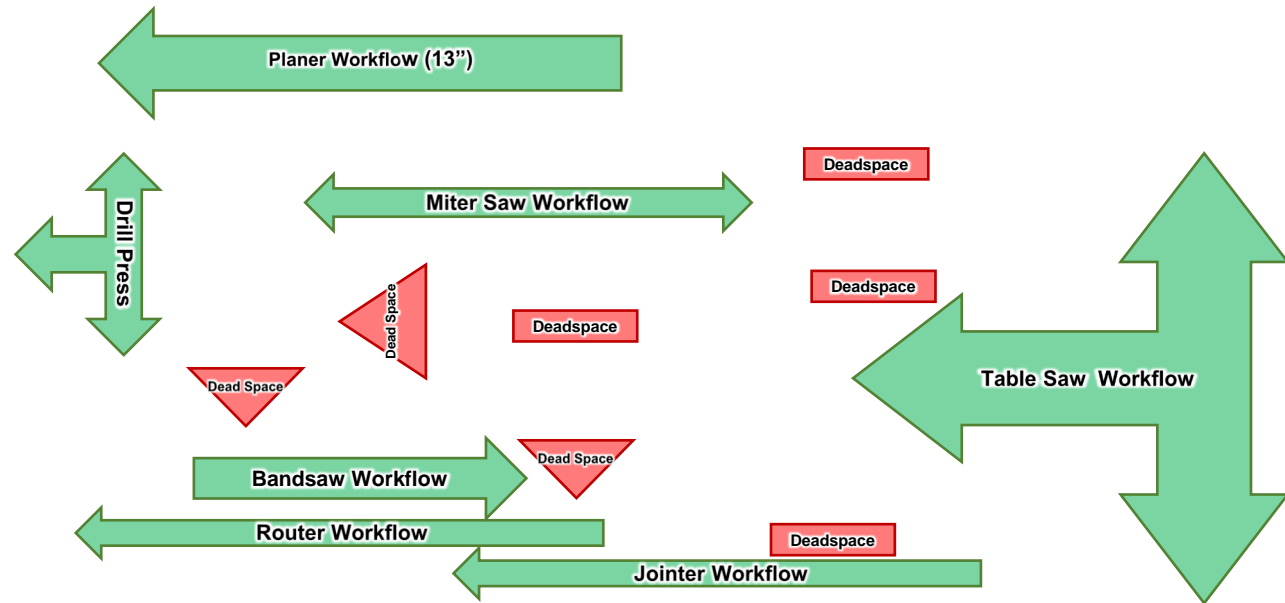 Planer Workflow (13”)
Deadspace
Miter Saw Workflow
Drill Press
Deadspace
Dead Space
Deadspace
Table Saw  Workflow
Dead Space
Dead Space
Bandsaw Workflow
Router Workflow
Deadspace
Jointer Workflow